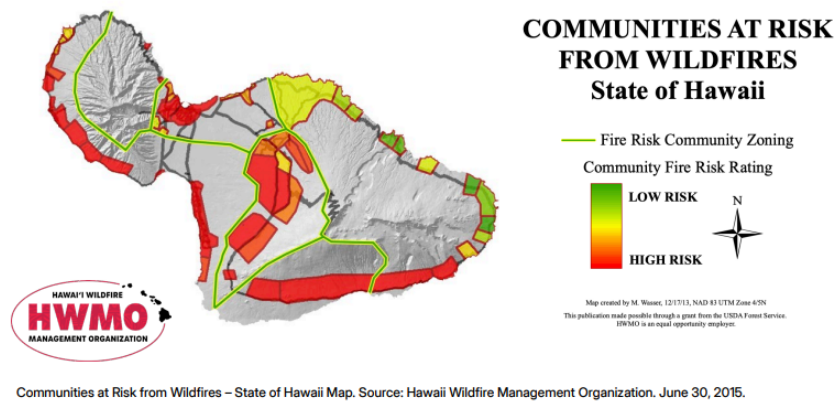 COMMUNITIES AT RISK
FROM WILDFIRES
State of Hawaii
Fire Risk Community Zoning
Community Fire Risk Rating
LOW RISK
HIGH RISK
N
Map created by M. Wasser, 12/17/13, NAD 83 UTM Zone 4/5N
This publication made possible through a grant from the USDA Forest Service.
HWMO is an equal opportunity employer.
HAWAI'I WILDFIRE
HWMO
MANAGEMENT ORGANIZATION
Communities at Risk from Wildfires – State of Hawaii Map. Source: Hawaii Wildfire Management Organization. June 30, 2015.